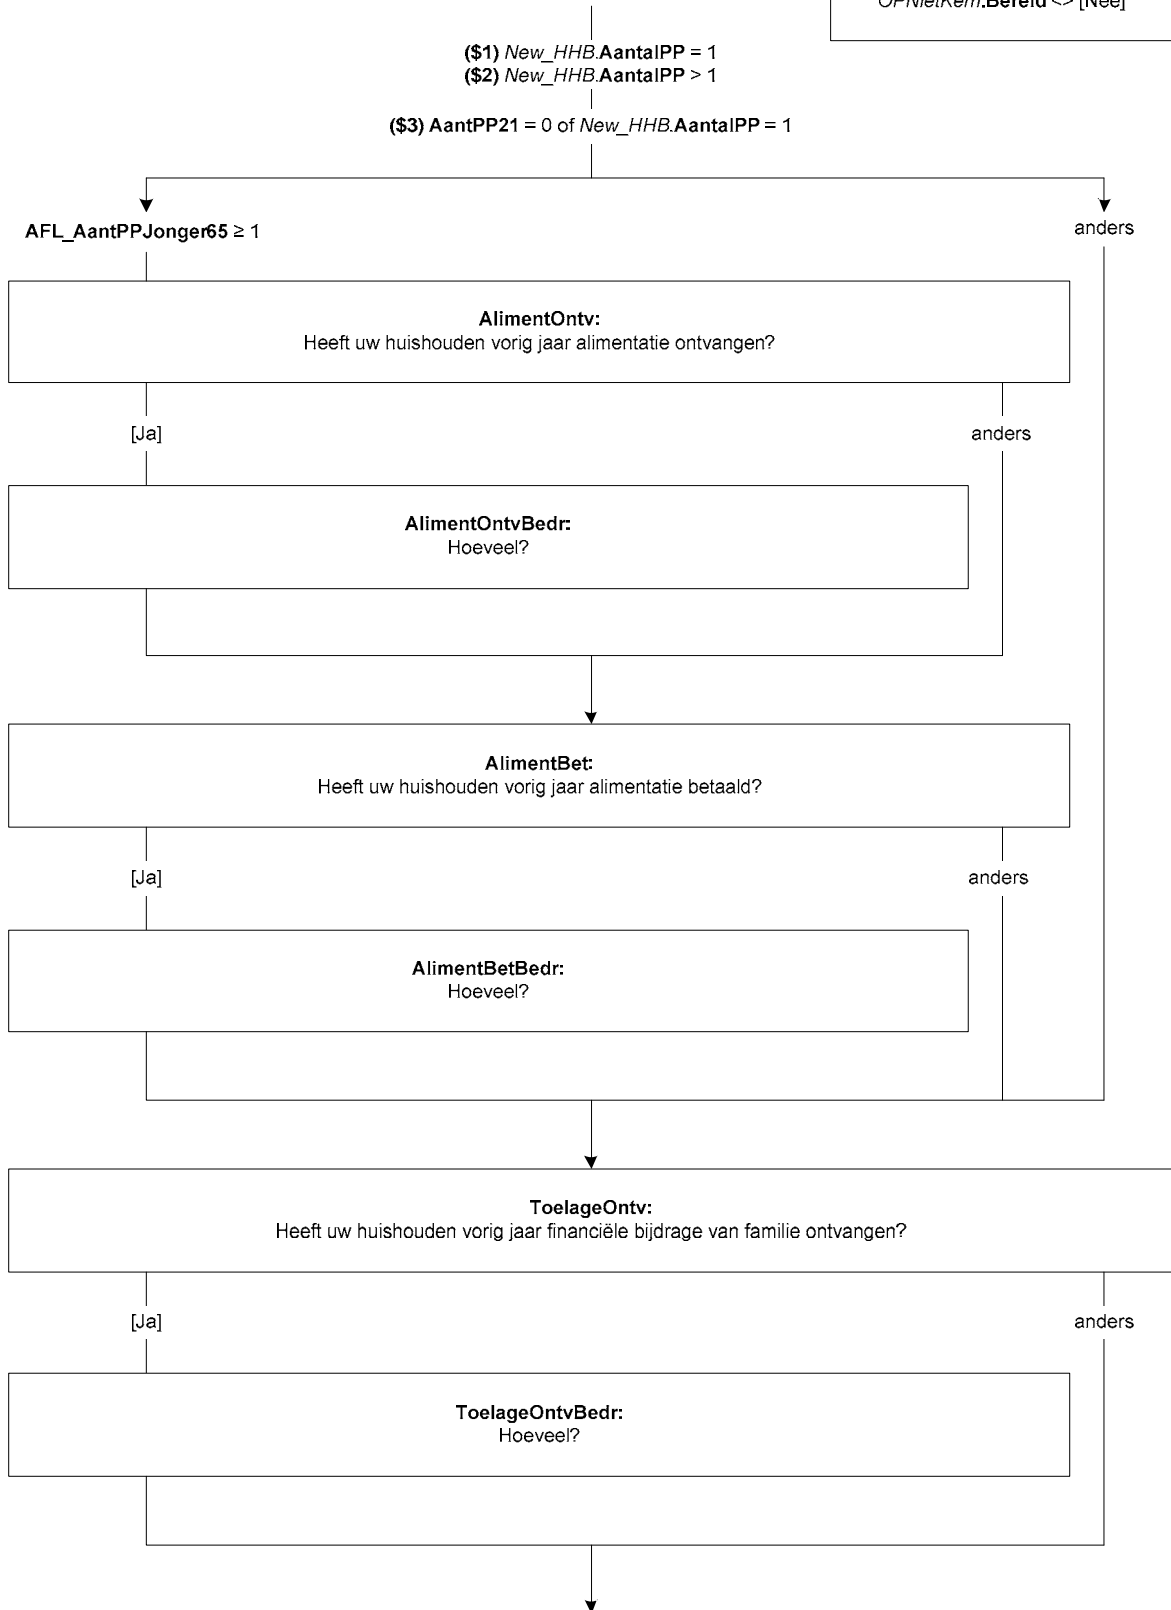 OPNietKern.Bereid <> [Nee]
($1) New_HHB.AantalPP = 1
($2) New_HHB.AantalPP > 1
($3) AantPP21 = 0 of New_HHB.AantalPP = 1
AFL_AantPPJonger65 ≥ 1
anders
AlimentOntv:
Heeft uw huishouden vorig jaar alimentatie ontvangen?
[Ja]
anders
AlimentOntvBedr:
Hoeveel?
AlimentBet:
Heeft uw huishouden vorig jaar alimentatie betaald?
[Ja]
anders
AlimentBetBedr:
Hoeveel?
ToelageOntv:
Heeft uw huishouden vorig jaar financiële bijdrage van familie ontvangen?
[Ja]
anders
ToelageOntvBedr:
Hoeveel?